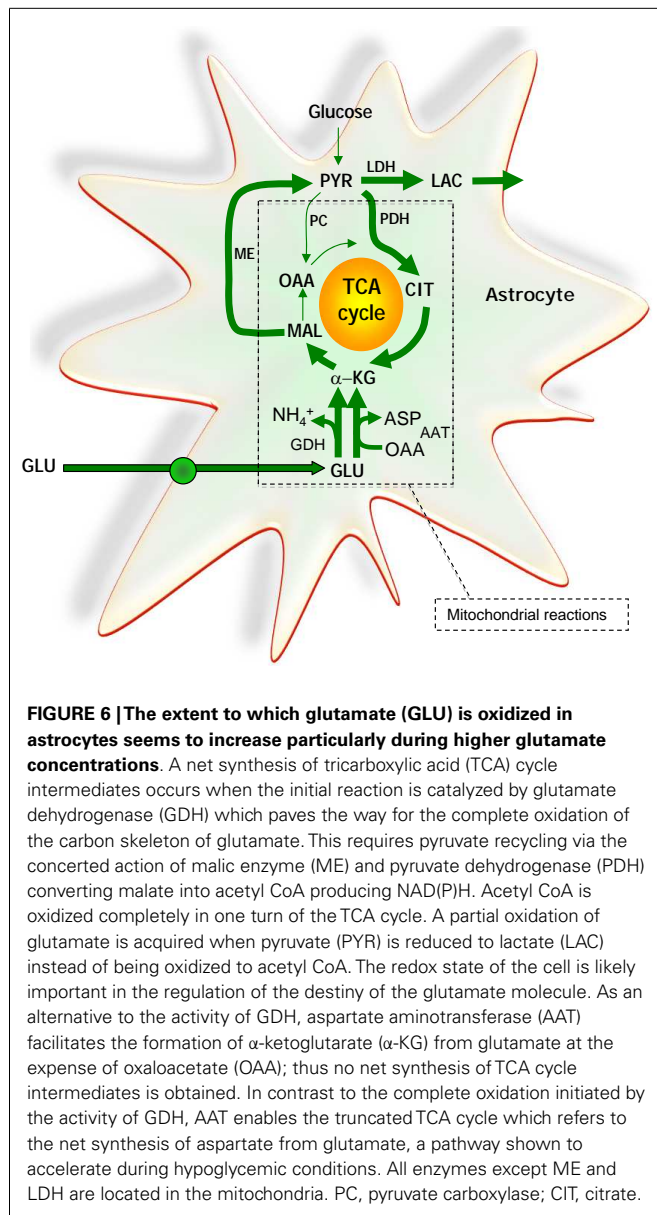 Glucose
PYR
LDH
LAC
PC
PDH
ME
OAA
TCA
cycle
CIT
Astrocyte
MAL
α–KG
NH₄⁺
ASP
GDH
OAA
AAT
GLU
GLU
Mitochondrial reactions
FIGURE 6 | The extent to which glutamate (GLU) is oxidized in
astrocytes seems to increase particularly during higher glutamate
concentrations. A net synthesis of tricarboxylic acid (TCA) cycle
intermediates occurs when the initial reaction is catalyzed by glutamate
dehydrogenase (GDH) which paves the way for the complete oxidation of
the carbon skeleton of glutamate. This requires pyruvate recycling via the
concerted action of malic enzyme (ME) and pyruvate dehydrogenase (PDH)
converting malate into acetyl CoA producing NAD(P)H. Acetyl CoA is
oxidized completely in one turn of the TCA cycle. A partial oxidation of
glutamate is acquired when pyruvate (PYR) is reduced to lactate (LAC)
instead of being oxidized to acetyl CoA. The redox state of the cell is likely
important in the regulation of the destiny of the glutamate molecule. As an
alternative to the activity of GDH, aspartate aminotransferase (AAT)
facilitates the formation of α-ketoglutarate (α-KG) from glutamate at the
expense of oxaloacetate (OAA); thus no net synthesis of TCA cycle
intermediates is obtained. In contrast to the complete oxidation initiated by
the activity of GDH, AAT enables the truncated TCA cycle which refers to
the net synthesis of aspartate from glutamate, a pathway shown to
accelerate during hypoglycemic conditions. All enzymes except ME and
LDH are located in the mitochondria. PC, pyruvate carboxylase; CIT, citrate.